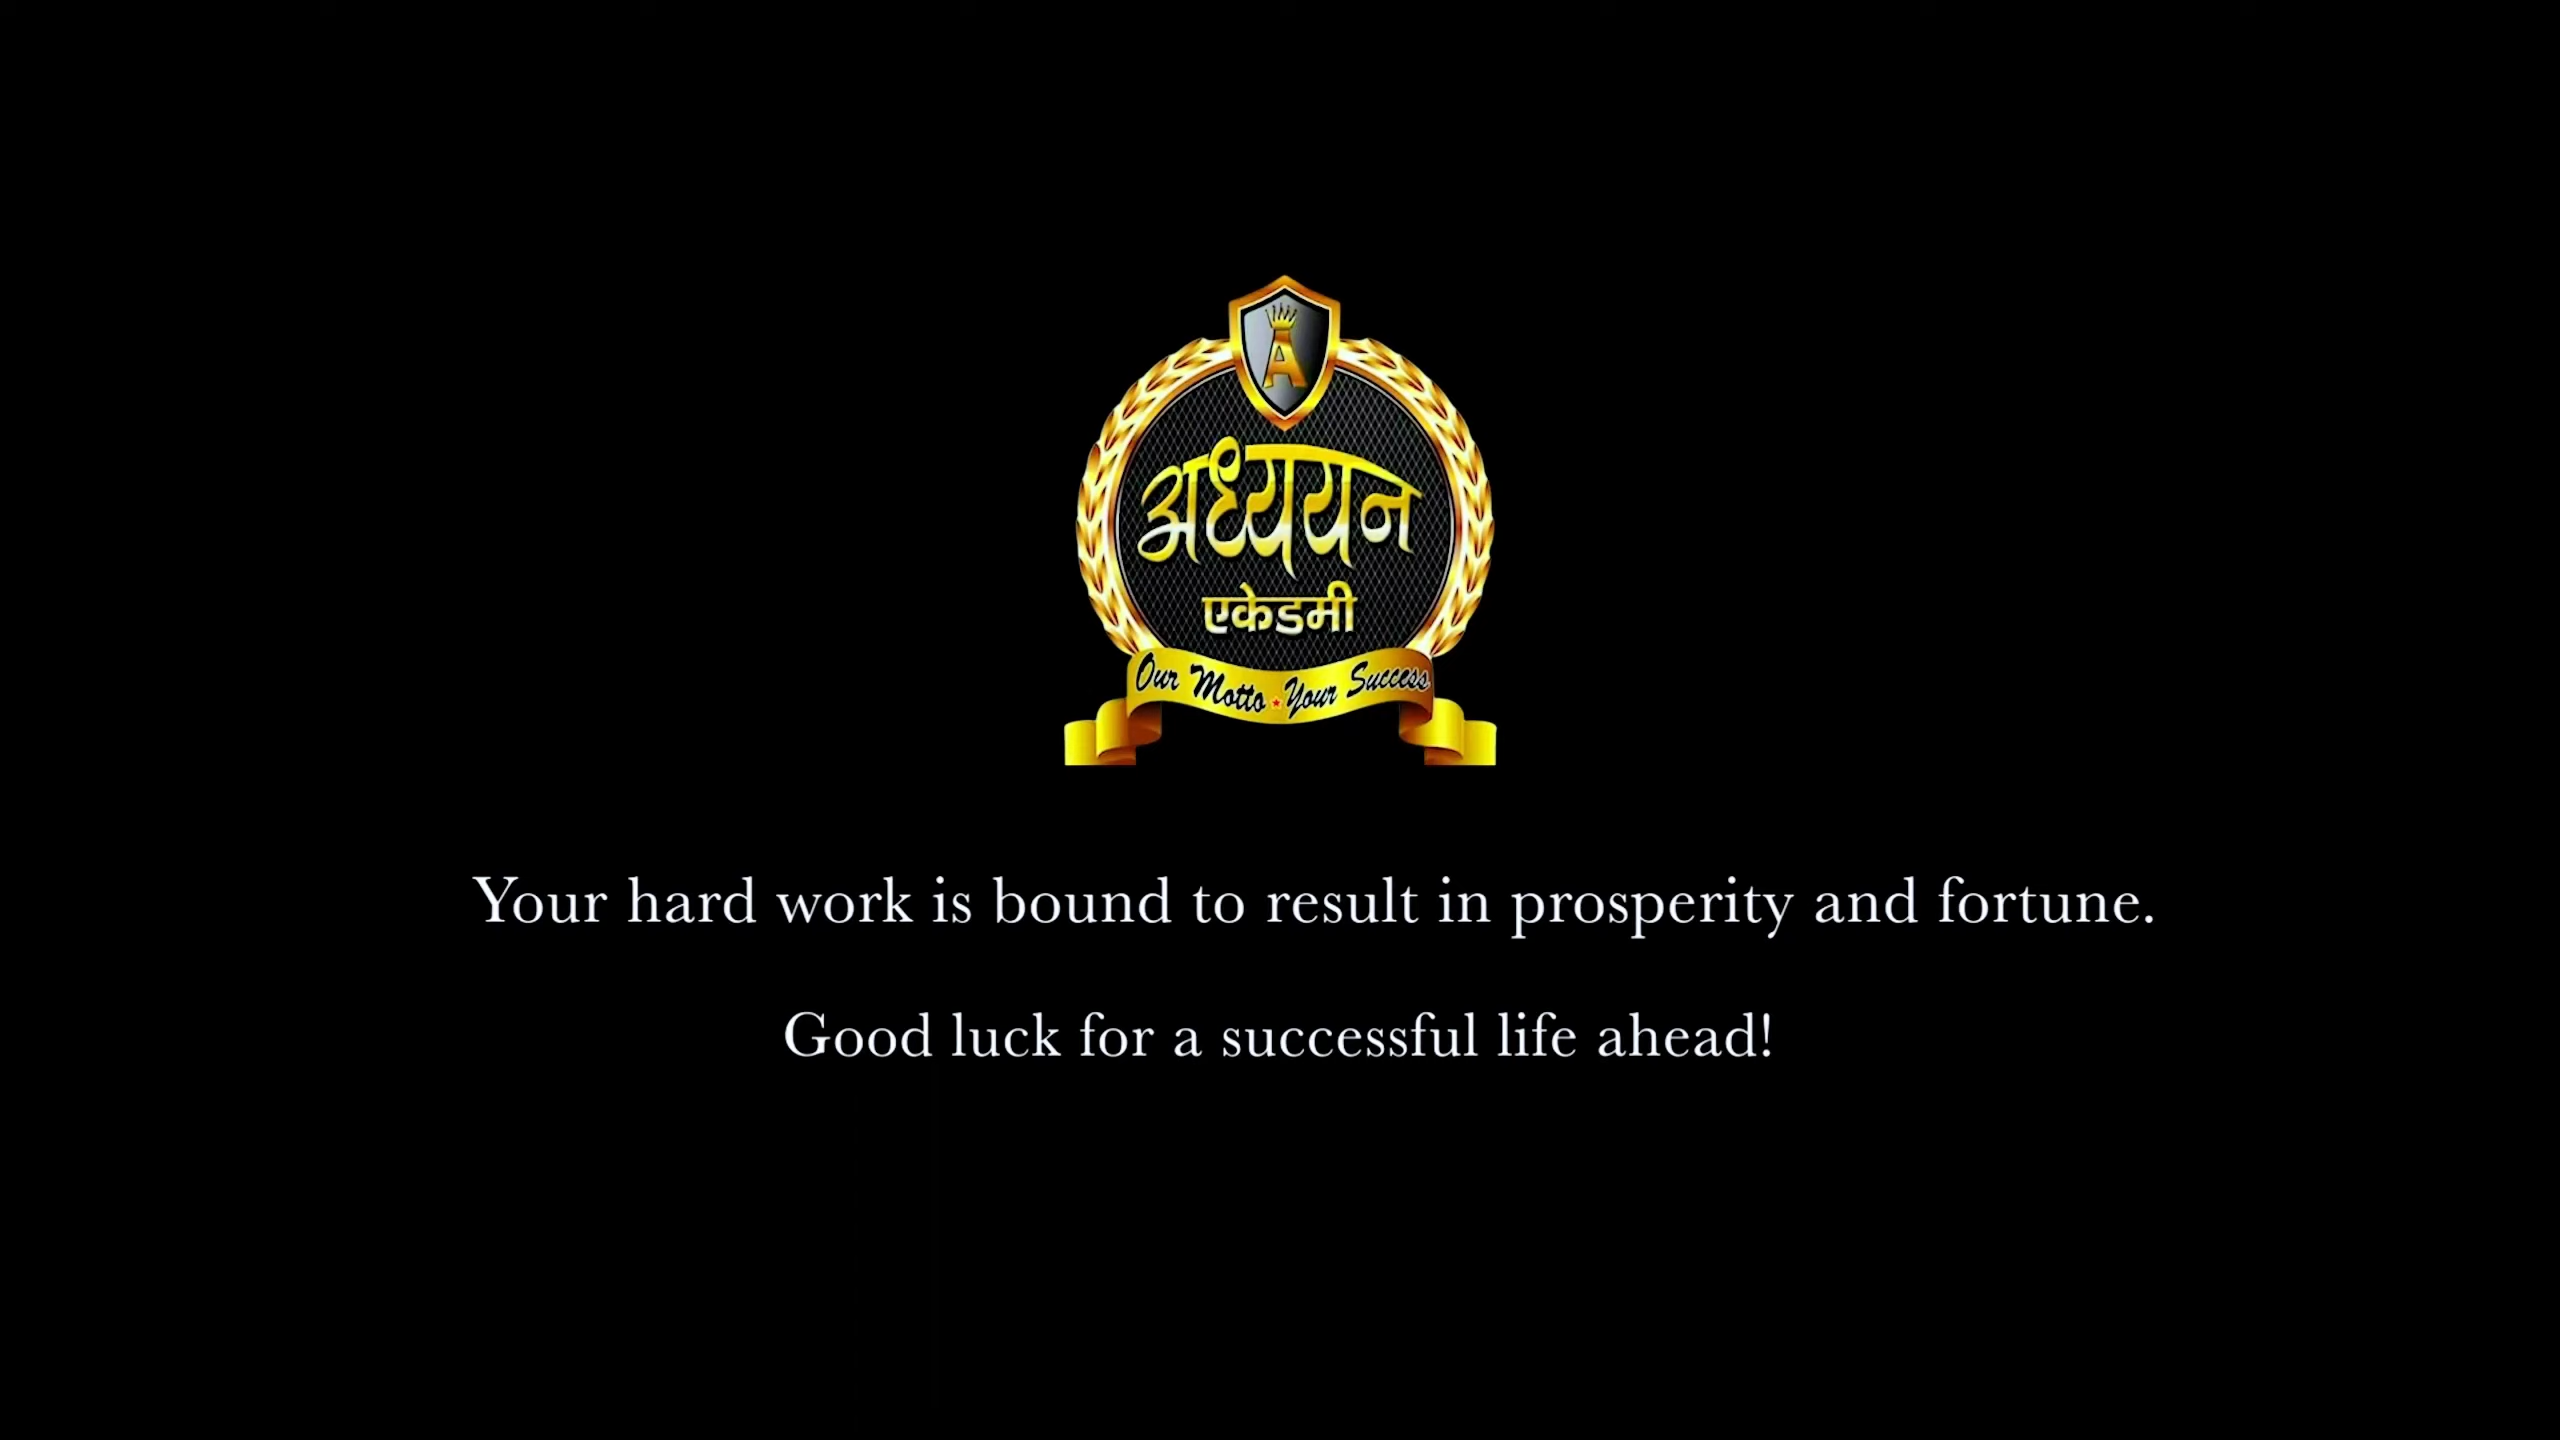 A
अध्ययन
एकेडमी
Our Motto Your Success
Your hard work is bound to result in prosperity and fortune.
Good luck for a successful life ahead!